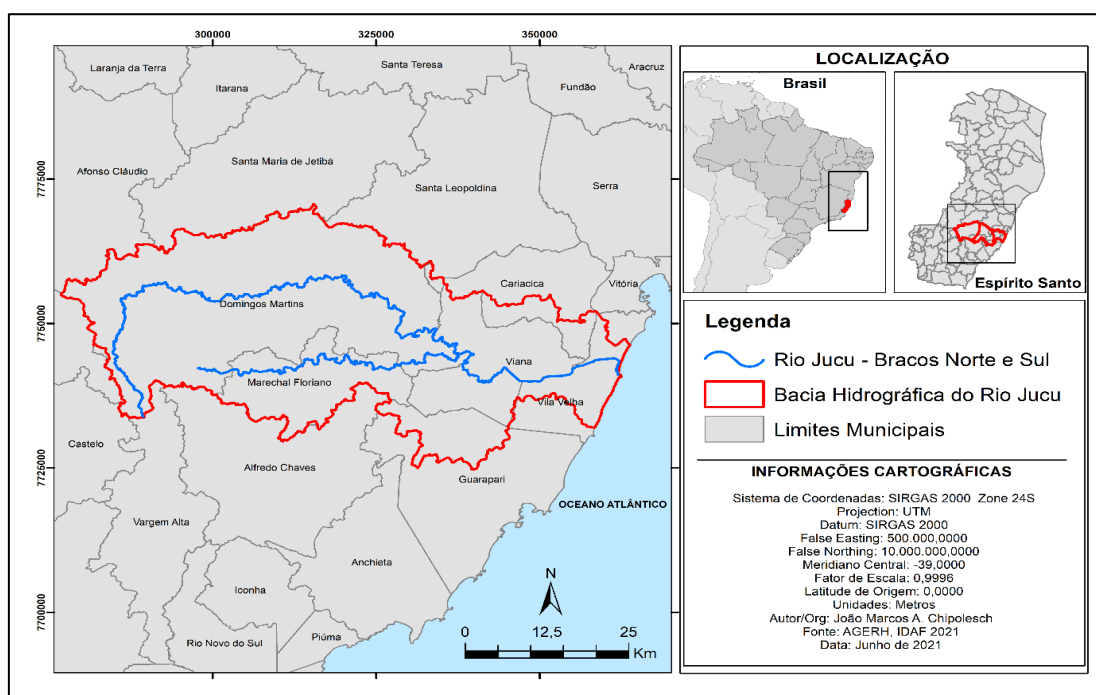 300000
325000
350000
7775000
7750000
7725000
7700000
Laranja da Terra
Itarana
Santa Teresa
Aracruz
Fundão
Afonso Cláudio
Santa Maria de Jetibá
Santa Leopoldina
Serra
Domingos Martins
Cariacica
Vitória
Marechal Floriano
Viana
Vila Velha
Castelo
Alfredo Chaves
Guarapari
Vargem Alta
OCEANO ATLÂNTICO
Anchieta
Iconha
Rio Novo do Sul
Piúma
N
0 12,5 25
Km
LOCALIZAÇÃO
Brasil
Espírito Santo
Legenda
Rio Jucu - Bracos Norte e Sul
Bacia Hidrográfica do Rio Jucu
Limites Municipais
INFORMAÇÕES CARTOGRÁFICAS
Sistema de Coordenadas: SIRGAS 2000 Zone 24S
Projection: UTM
Datum: SIRGAS 2000
False Easting: 500.000,0000
False Northing: 10.000.000,0000
Meridiano Central: -39,0000
Fator de Escala: 0,9996
Latitude de Origem: 0,0000
Unidades: Metros
Autor/Org: João Marcos A. Chipolesch
Fonte: AGERH, IDAF 2021
Data: Junho de 2021